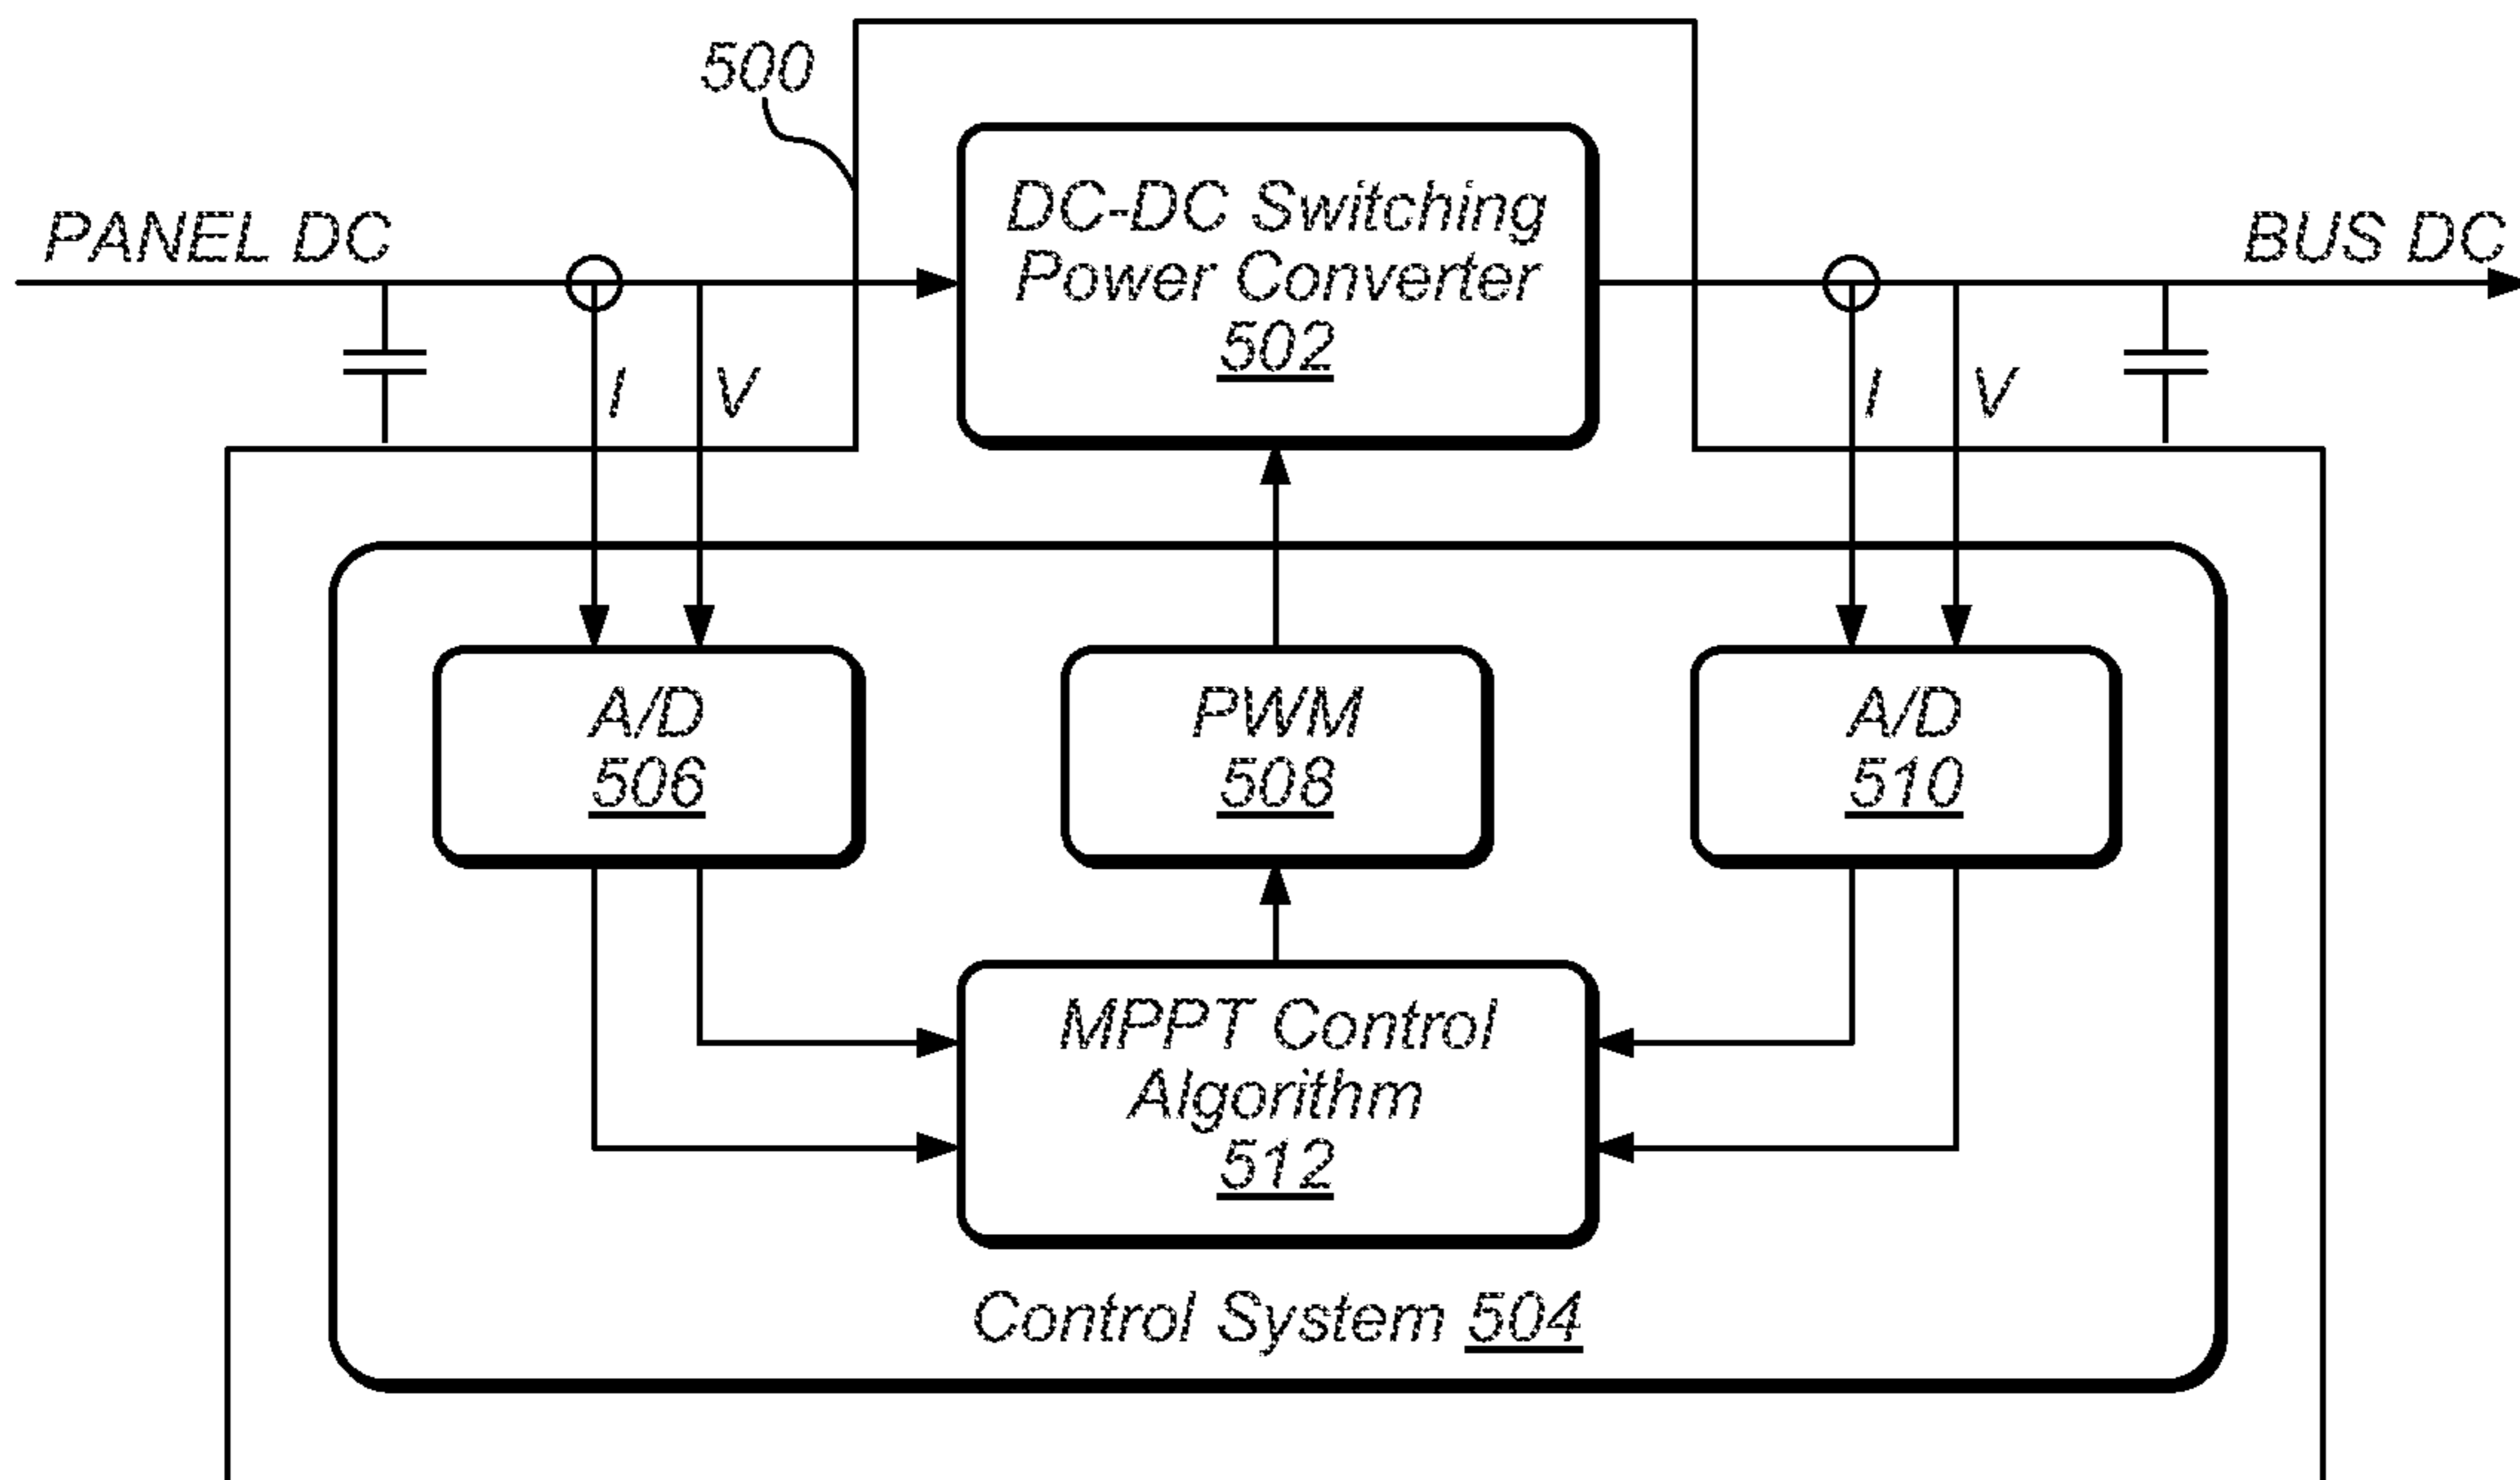 500
DC-DC Switching
Power Converter
502
PANEL DC
BUS DC
I
V
I
V
A/D
506
PWM
508
A/D
510
MPPT Control
Algorithm
512
Control System 504